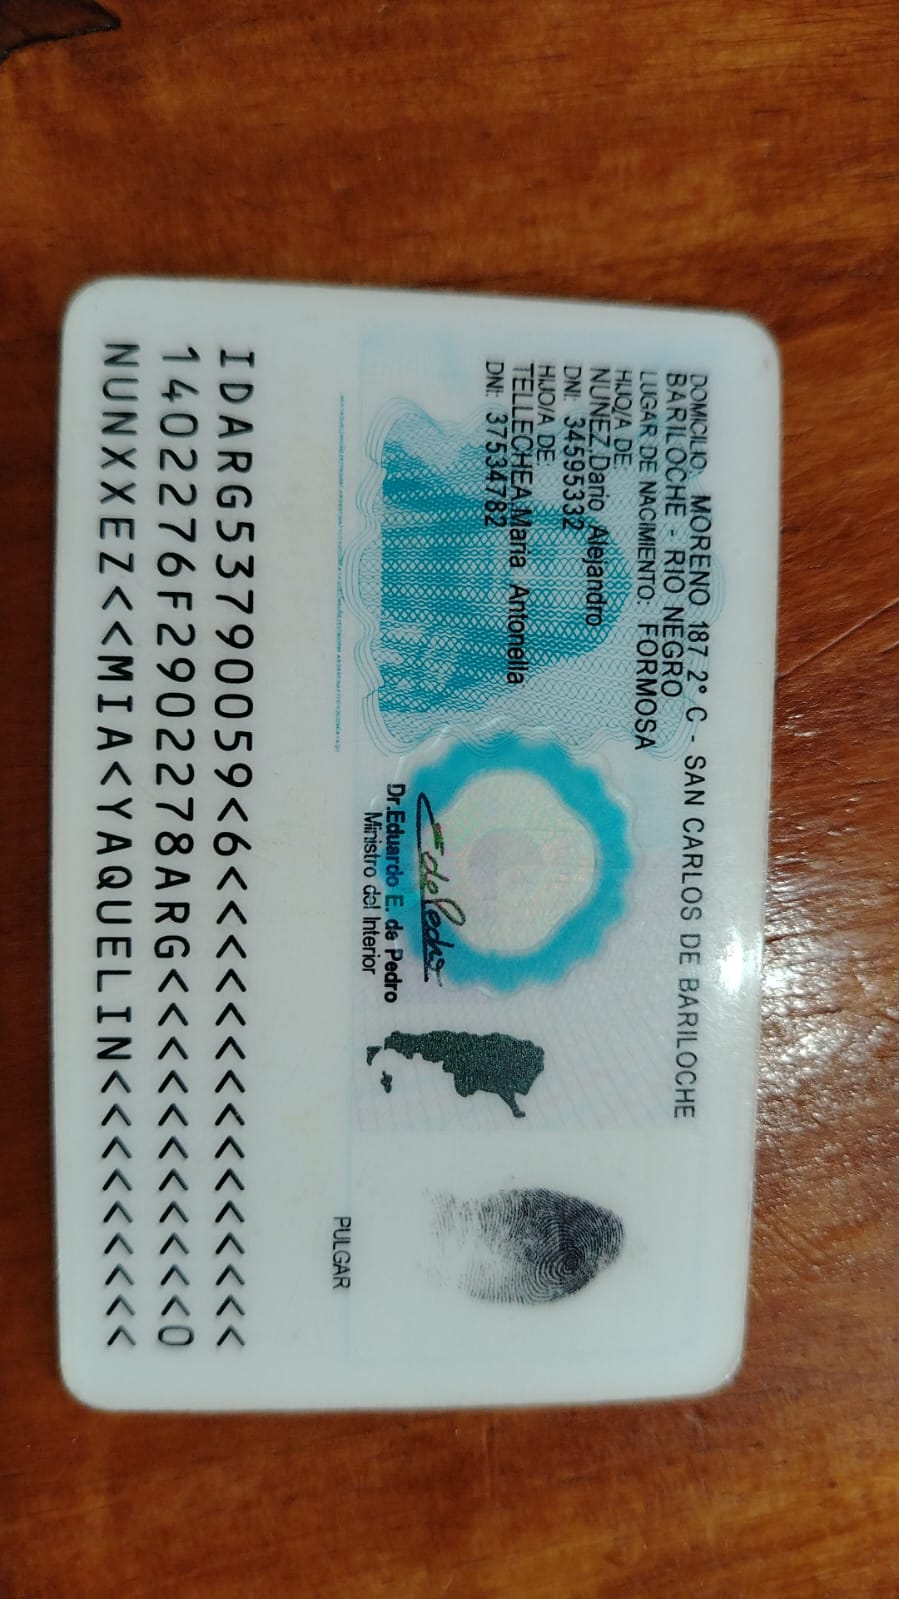 DOMICILIO: MORENO 187 2° C - SAN CARLOS DE BARILOCHE
BARILOCHE - RIO NEGRO
LUGAR DE NACIMIENTO: FORMOSA
HIJO/A DE
NUNEZ,Dario Alejandro
DNI: 34595332
HIJO/A DE
TELLECHEA,Maria Antonella
DNI: 37534782
Dr.Eduardo E. de Pedro
Ministro del Interior
PULGAR
IDARG53790059<6<<<<<<<<<<<<<<<
1402276F2902278ARG<<<<<<<<<<<0
NUNXXEZ<<MIA<YAQUELIN<<<<<<<<<